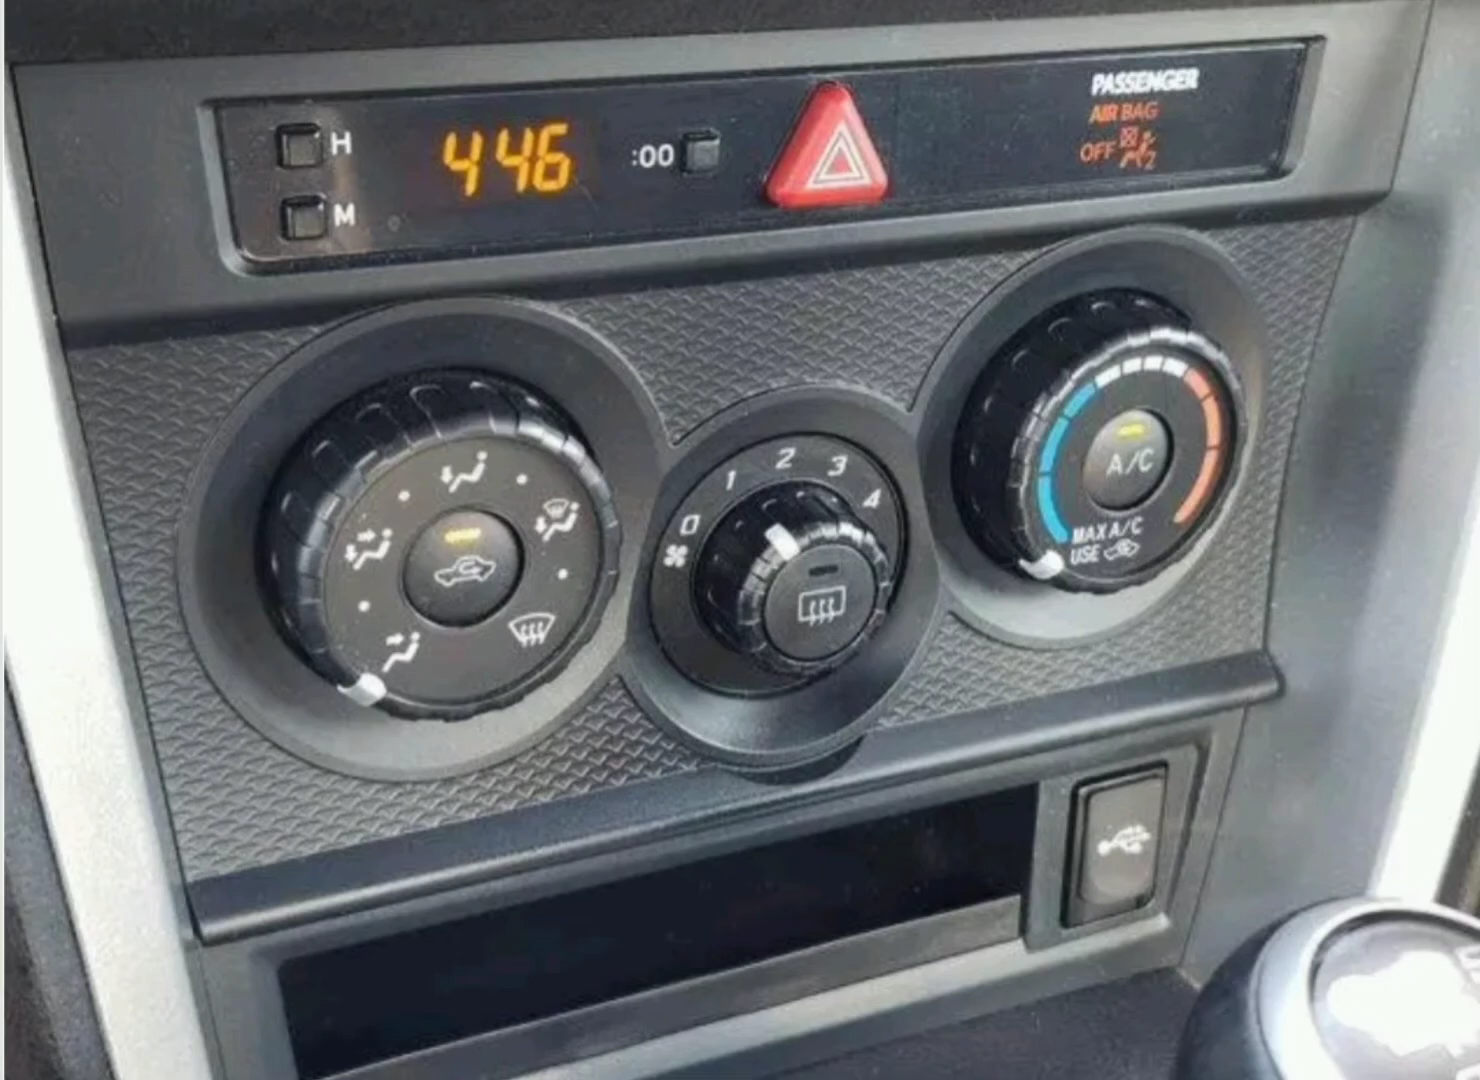 H
446
:00
M
PASSENGER
AIR BAG
OFF
0 1 2 3 4
A/C
MAX A/C
USE